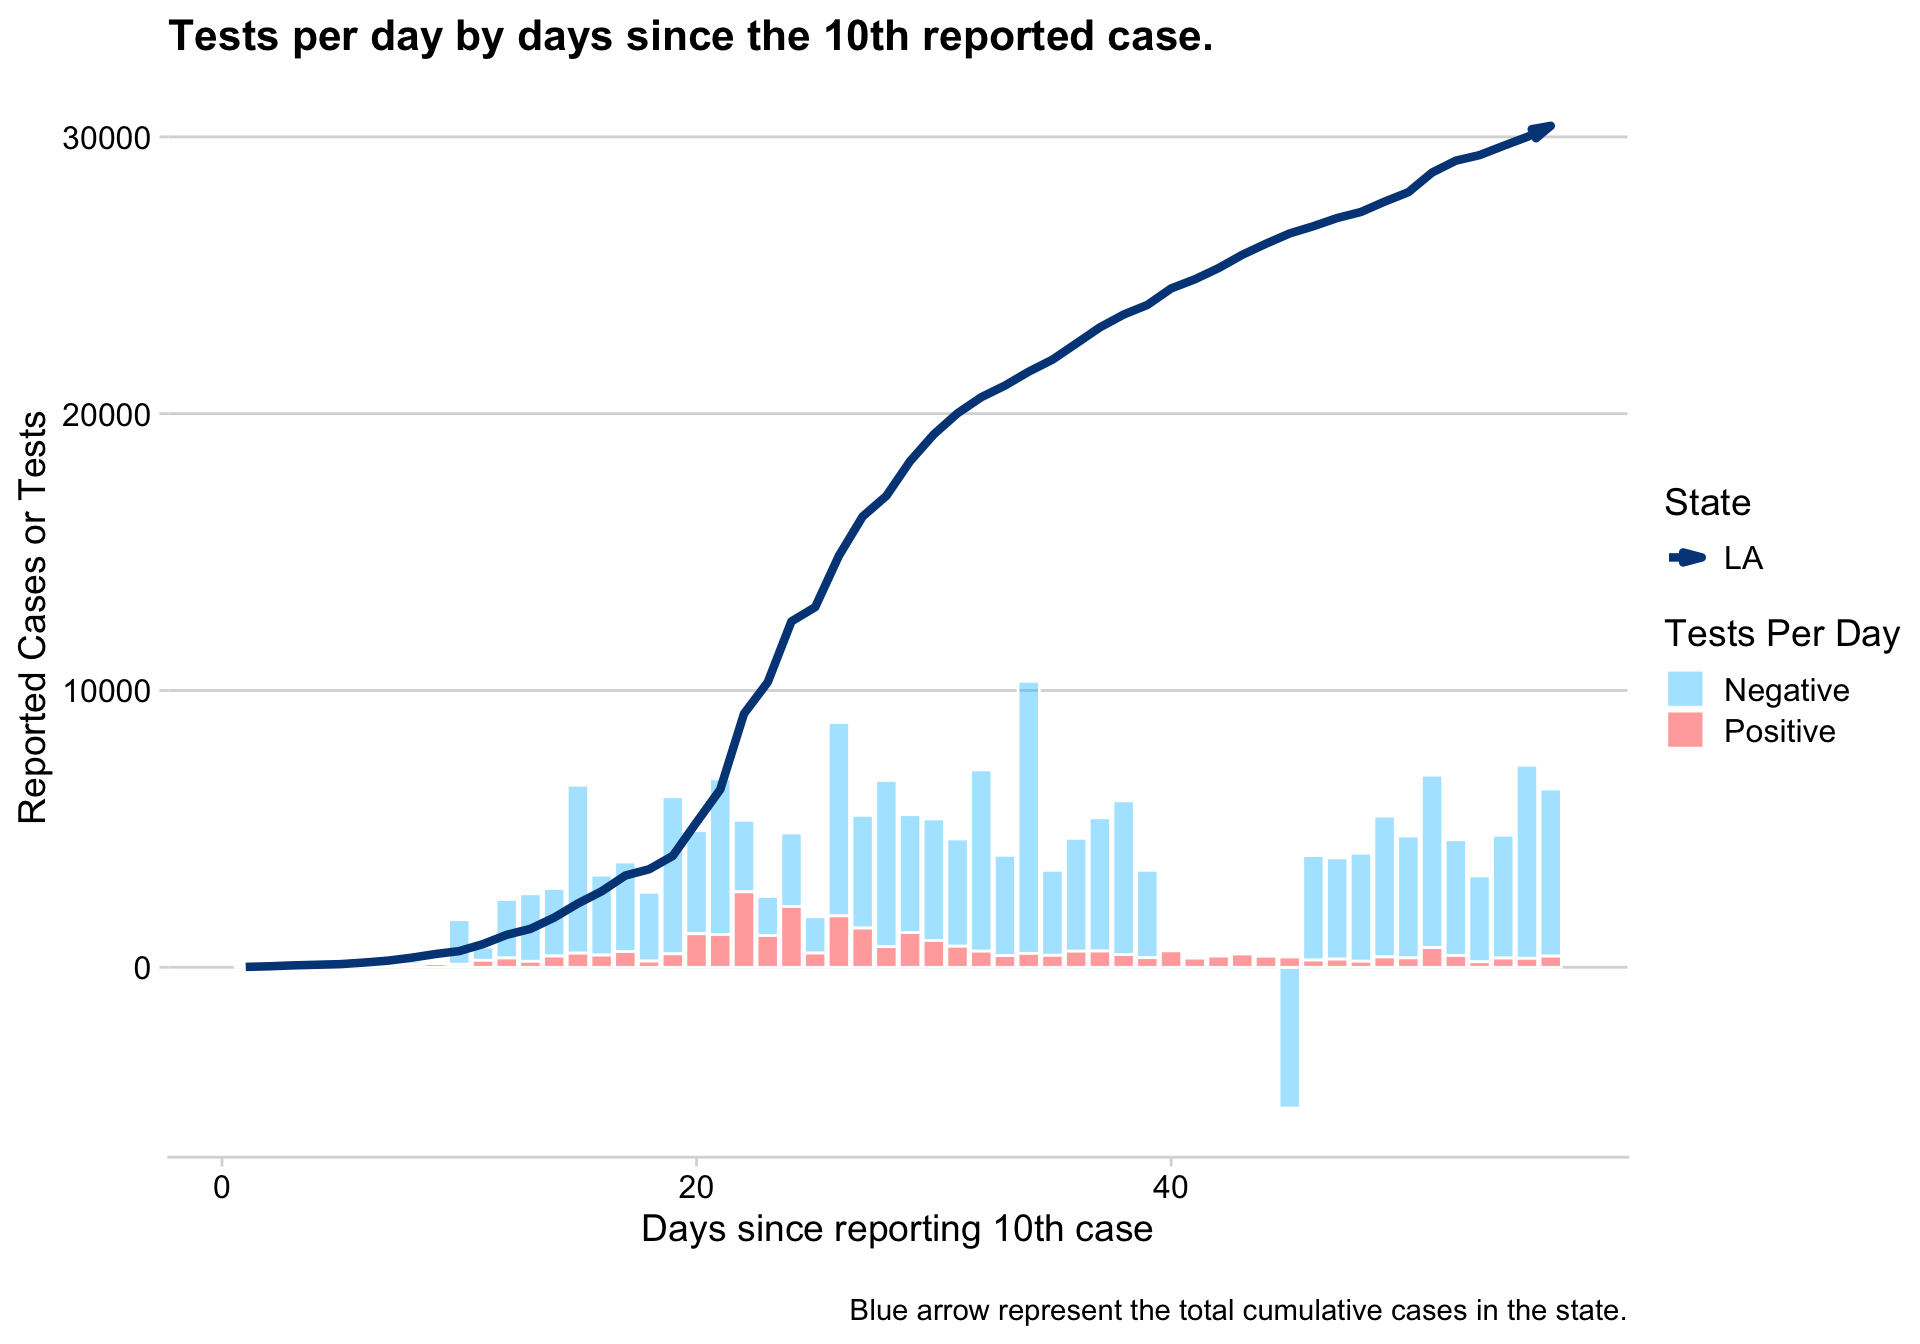 Tests per day by days since the 10th reported case.
30000
20000
10000
0
Reported Cases or Tests
0
20
40
Days since reporting 10th case
State
LA
Tests Per Day
Negative
Positive
Blue arrow represent the total cumulative cases in the state.